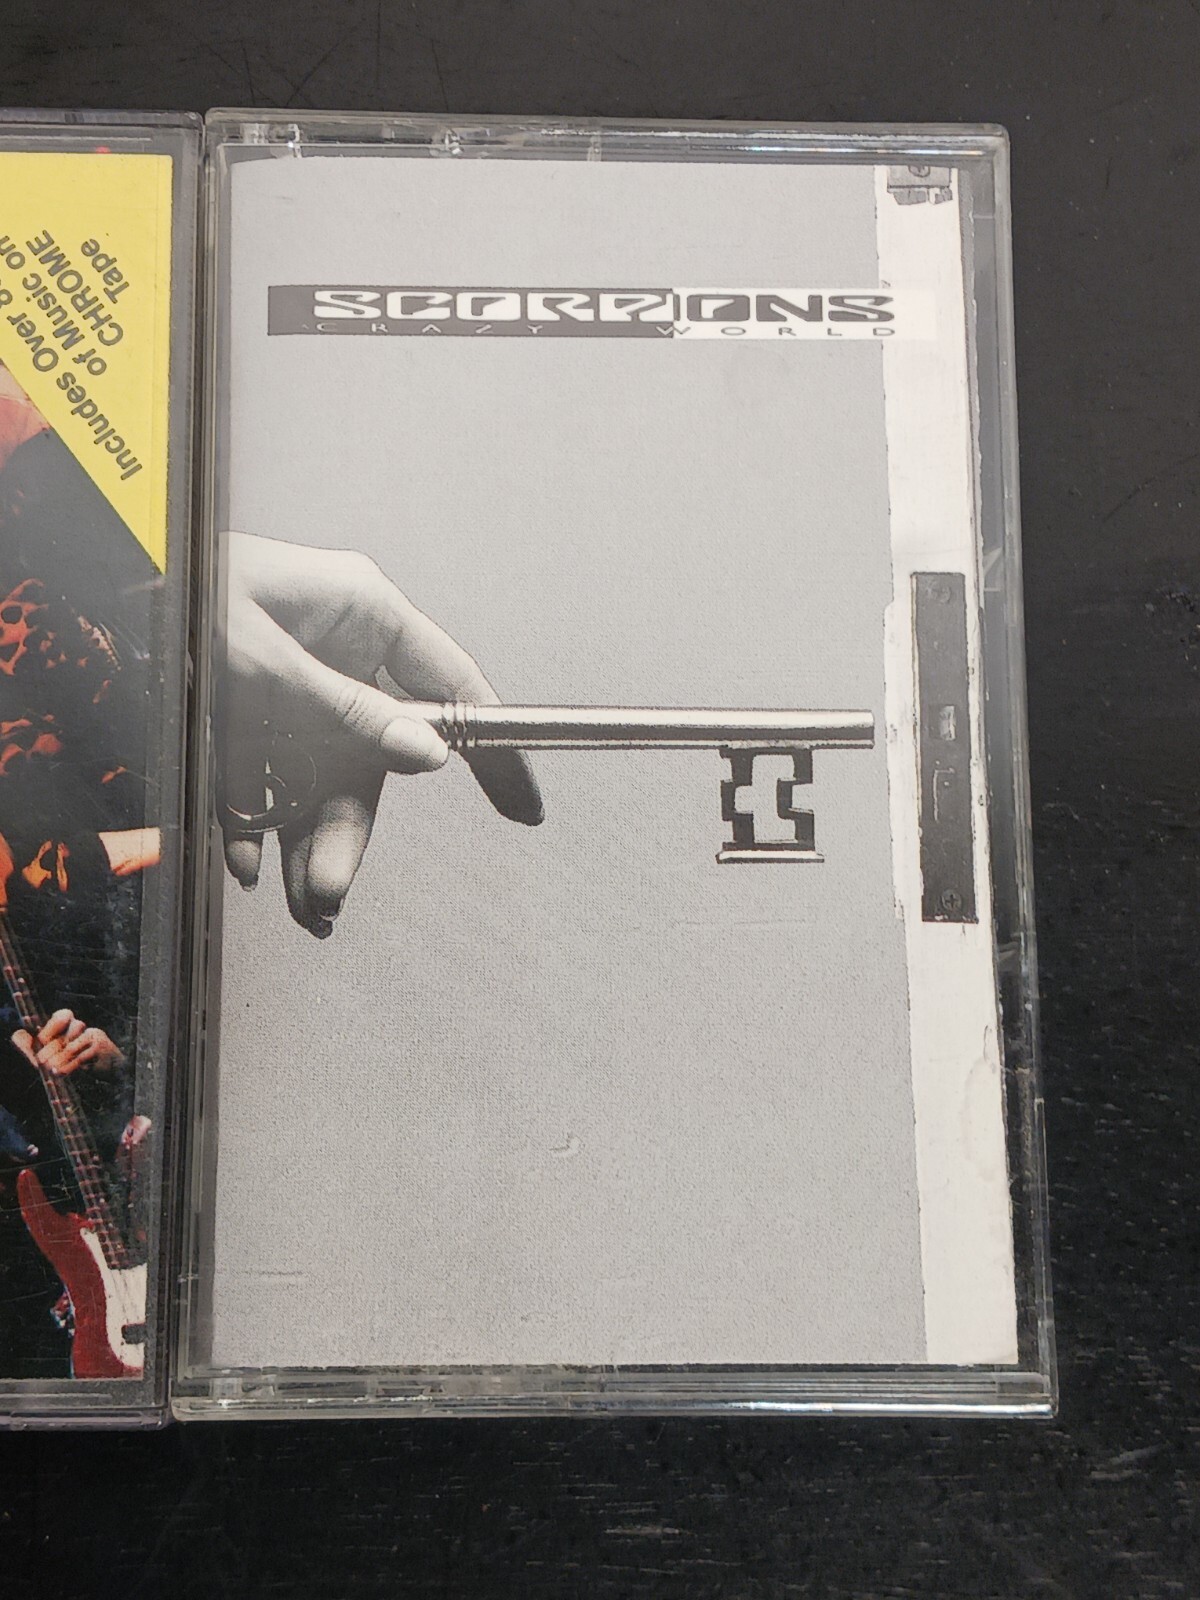 Includes Over
of Music on
CHROME
Tape
SCORPIONS
CRAZY WORLD